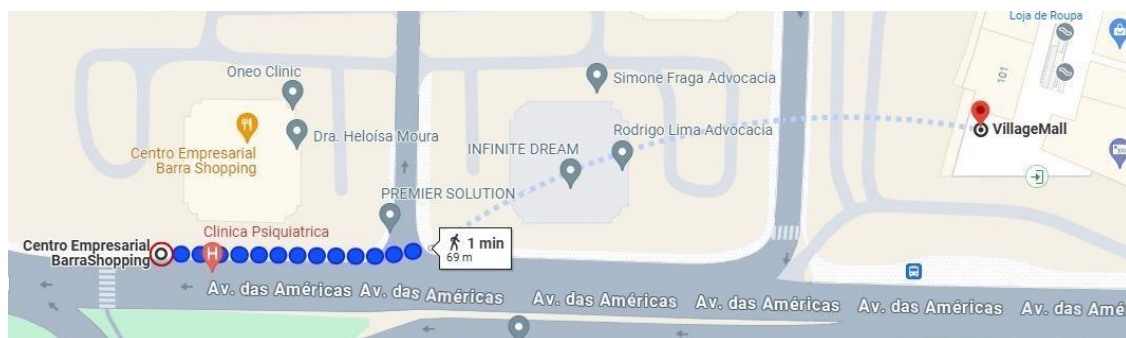 Loja de Roupa
101
Oneo Clinic
Simone Fraga Advocacia
Dra. Heloísa Moura
Rodrigo Lima Advocacia
VillageMall
Centro Empresarial
Barra Shopping
INFINITE DREAM
PREMIER SOLUTION
Clinica Psiquiatrica
Centro Empresarial
BarraShopping
H
1 min
69 m
Av. das Américas Av. das Américas Av. das Américas Av. das Américas Av. das Américas Av. das Am